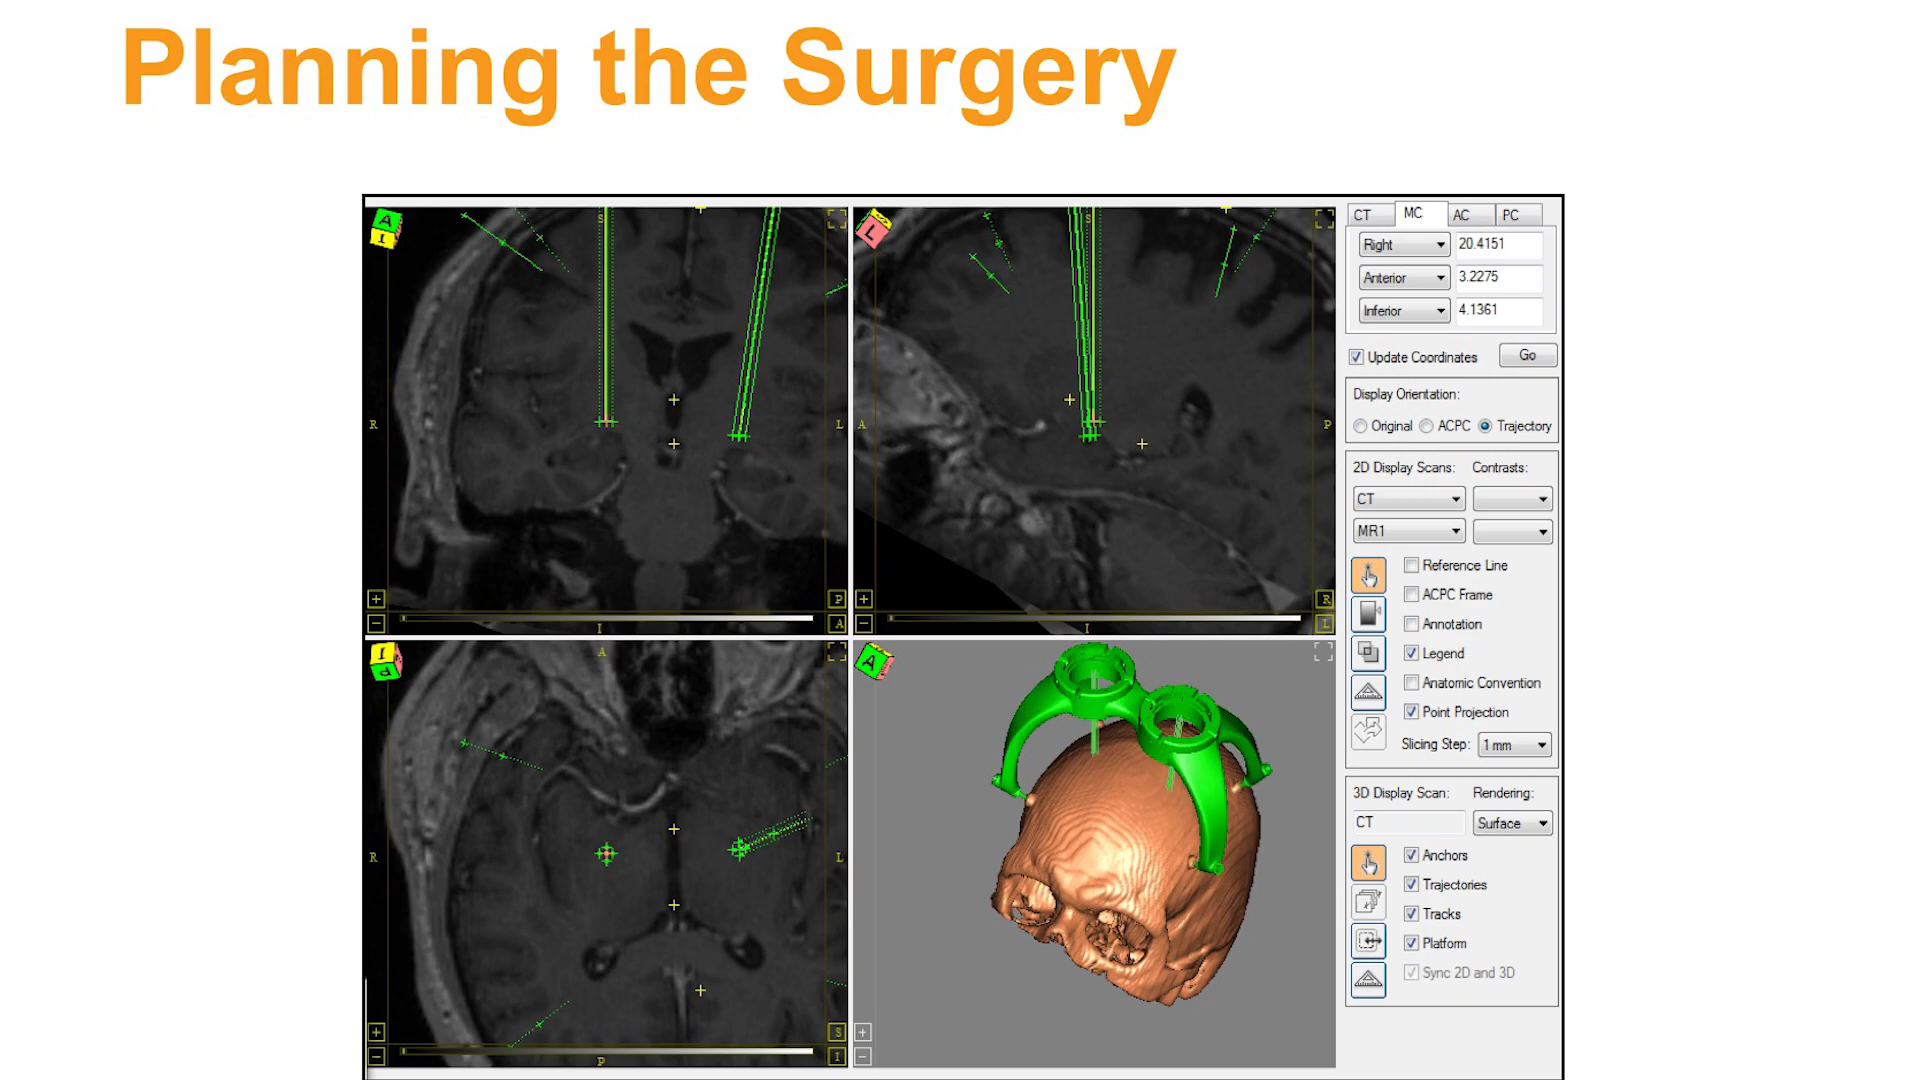 Planning the Surgery
A
I
S
R
L
+
P
−
A
I
L
S
A
P
+
R
−
L
I
I
P
A
R
L
+
S
−
I
P
A
+
−
CT MC AC PC
Right 20.4151
Anterior 3.2275
Inferior 4.1361
Update Coordinates Go
Display Orientation:
Original ACPC Trajectory
2D Display Scans: Contrasts:
CT
MR1
Reference Line
ACPC Frame
Annotation
Legend
Anatomic Convention
Point Projection
Slicing Step: 1 mm
3D Display Scan: Rendering:
CT Surface
Anchors
Trajectories
Tracks
Platform
Sync 2D and 3D